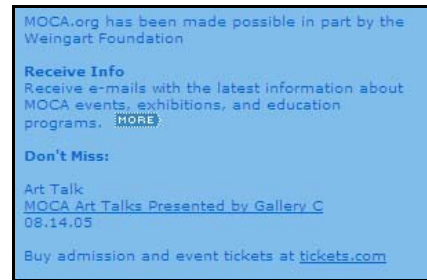 MOCA.org has been made possible in part by the
Weingart Foundation
Receive Info
Receive e-mails with the latest information about
MOCA events, exhibitions, and education
programs. MORE
Don't Miss:
Art Talk
MOCA Art Talks Presented by Gallery C
08.14.05
Buy admission and event tickets at tickets.com